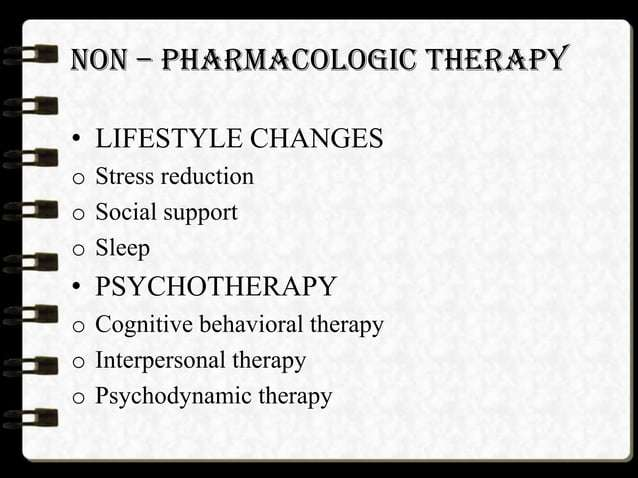 NON – PHARMACOLOGIC THERAPY
• LIFESTYLE CHANGES
o Stress reduction
o Social support
o Sleep
• PSYCHOTHERAPY
o Cognitive behavioral therapy
o Interpersonal therapy
o Psychodynamic therapy